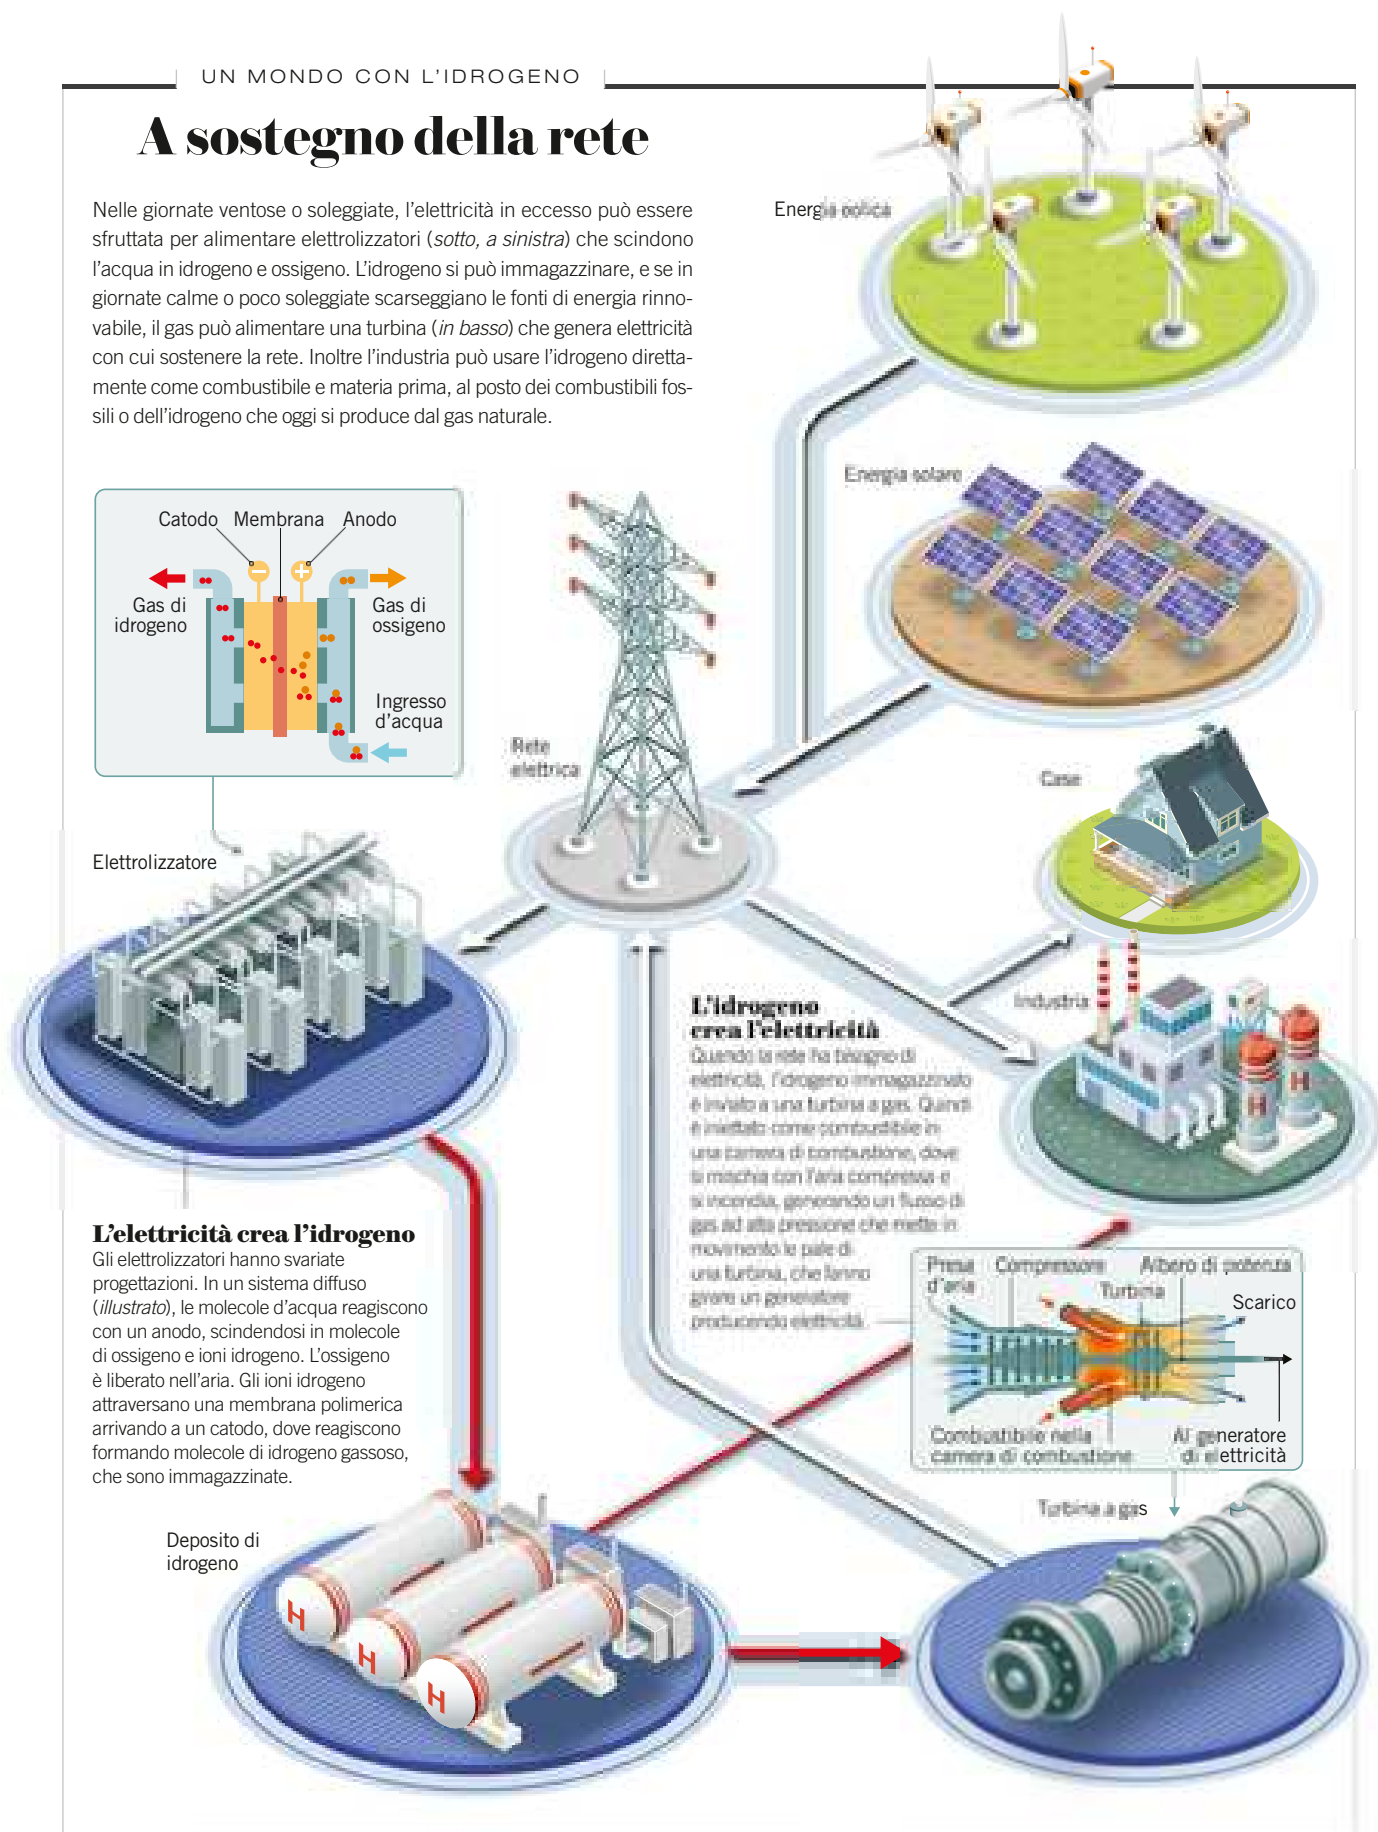 UN MONDO CON L'IDROGENO
A sostegno della rete
Nelle giornate ventose o soleggiate, l'elettricità in eccesso può essere
sfruttata per alimentare elettrolizzatori (sotto, a sinistra) che scindono
l'acqua in idrogeno e ossigeno. L'idrogeno si può immagazzinare, e se in
giornate calme o poco soleggiate scarseggiano le fonti di energia rinno-
vabile, il gas può alimentare una turbina (in basso) che genera elettricità
con cui sostenere la rete. Inoltre l'industria può usare l'idrogeno diretta-
mente come combustibile e materia prima, al posto dei combustibili fos-
sili o dell'idrogeno che oggi si produce dal gas naturale.
Energia eolica
Energia solare
Catodo Membrana Anodo
Gas di
idrogeno
Gas di
ossigeno
Ingresso
d'acqua
Rete
elettrica
Case
Elettrolizzatore
Industria
H
H
L'idrogeno
crea l'elettricità
Quando la rete ha bisogno di
elettricità, l'idrogeno immagazzinato
è inviato a una turbina a gas. Quindi
è iniettato come combustibile in
una camera di combustione, dove
si mischia con l'aria compressa e
si incendia, generando un flusso di
gas ad alta pressione che mette in
movimento le pale di
una turbina, che fanno
girare un generatore
producendo elettricità.
L'elettricità crea l'idrogeno
Gli elettrolizzatori hanno svariate
progettazioni. In un sistema diffuso
(illustrato), le molecole d'acqua reagiscono
con un anodo, scindendosi in molecole
di ossigeno e ioni idrogeno. L'ossigeno
è liberato nell'aria. Gli ioni idrogeno
attraversano una membrana polimerica
arrivando a un catodo, dove reagiscono
formando molecole di idrogeno gassoso,
che sono immagazzinate.
Presa
d'aria
Compressore
Albero di potenza
Turbina
Scarico
Combustibile nella
camera di combustione
Al generatore
di elettricità
Turbina a gas
Deposito di
idrogeno
H
H
H